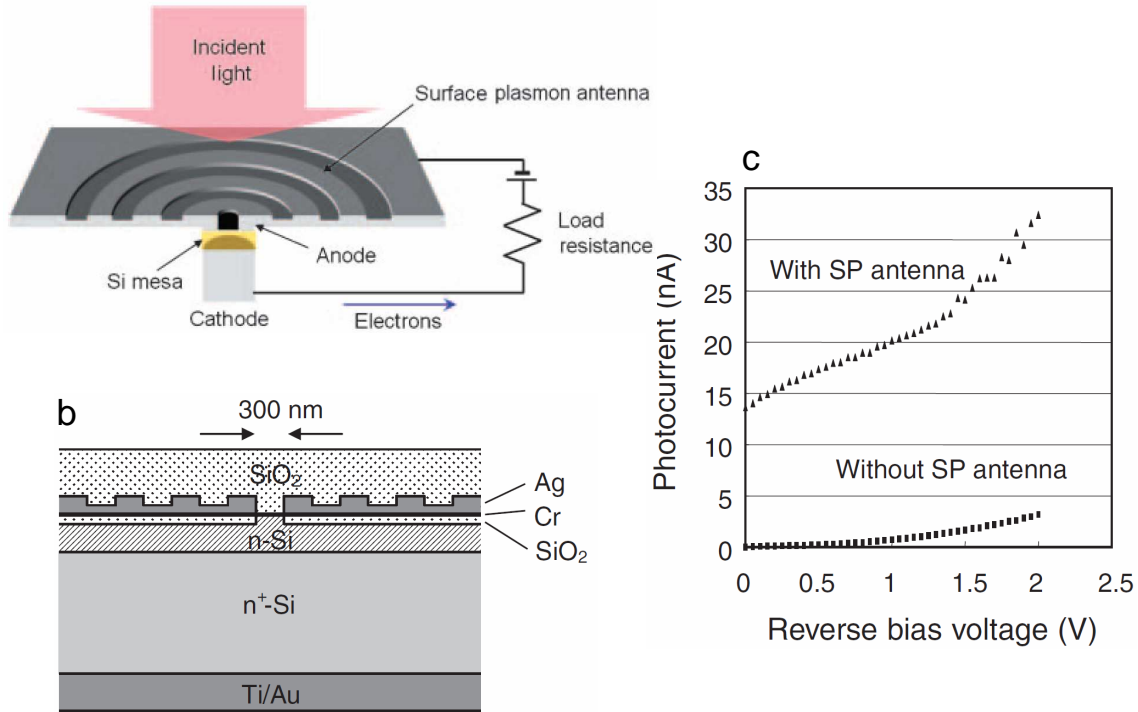 Incident
light
Surface plasmon antenna
Load
resistance
Anode
Si mesa
Cathode
Electrons
b
300 nm
SiO₂
Ag
Cr
SiO₂
n-Si
n⁺-Si
Ti/Au
c
Photocurrent (nA)
35
30
25
20
15
10
5
0
With SP antenna
Without SP antenna
0 0.5 1 1.5 2 2.5
Reverse bias voltage (V)